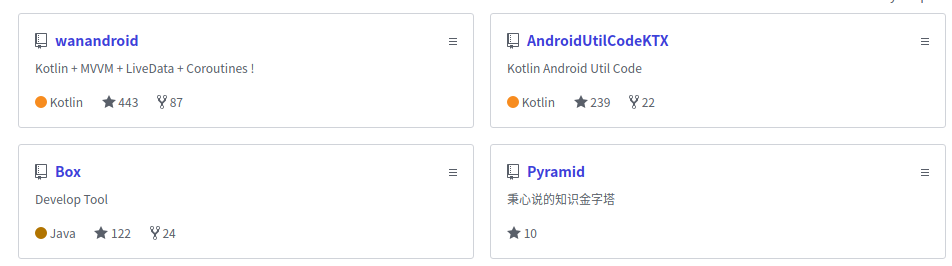 wanandroid
Kotlin + MVVM + LiveData + Coroutines !
Kotlin 443 87
AndroidUtilCodeKTX
Kotlin Android Util Code
Kotlin 239 22
Box
Develop Tool
Java 122 24
Pyramid
秉心说的知识金字塔
10